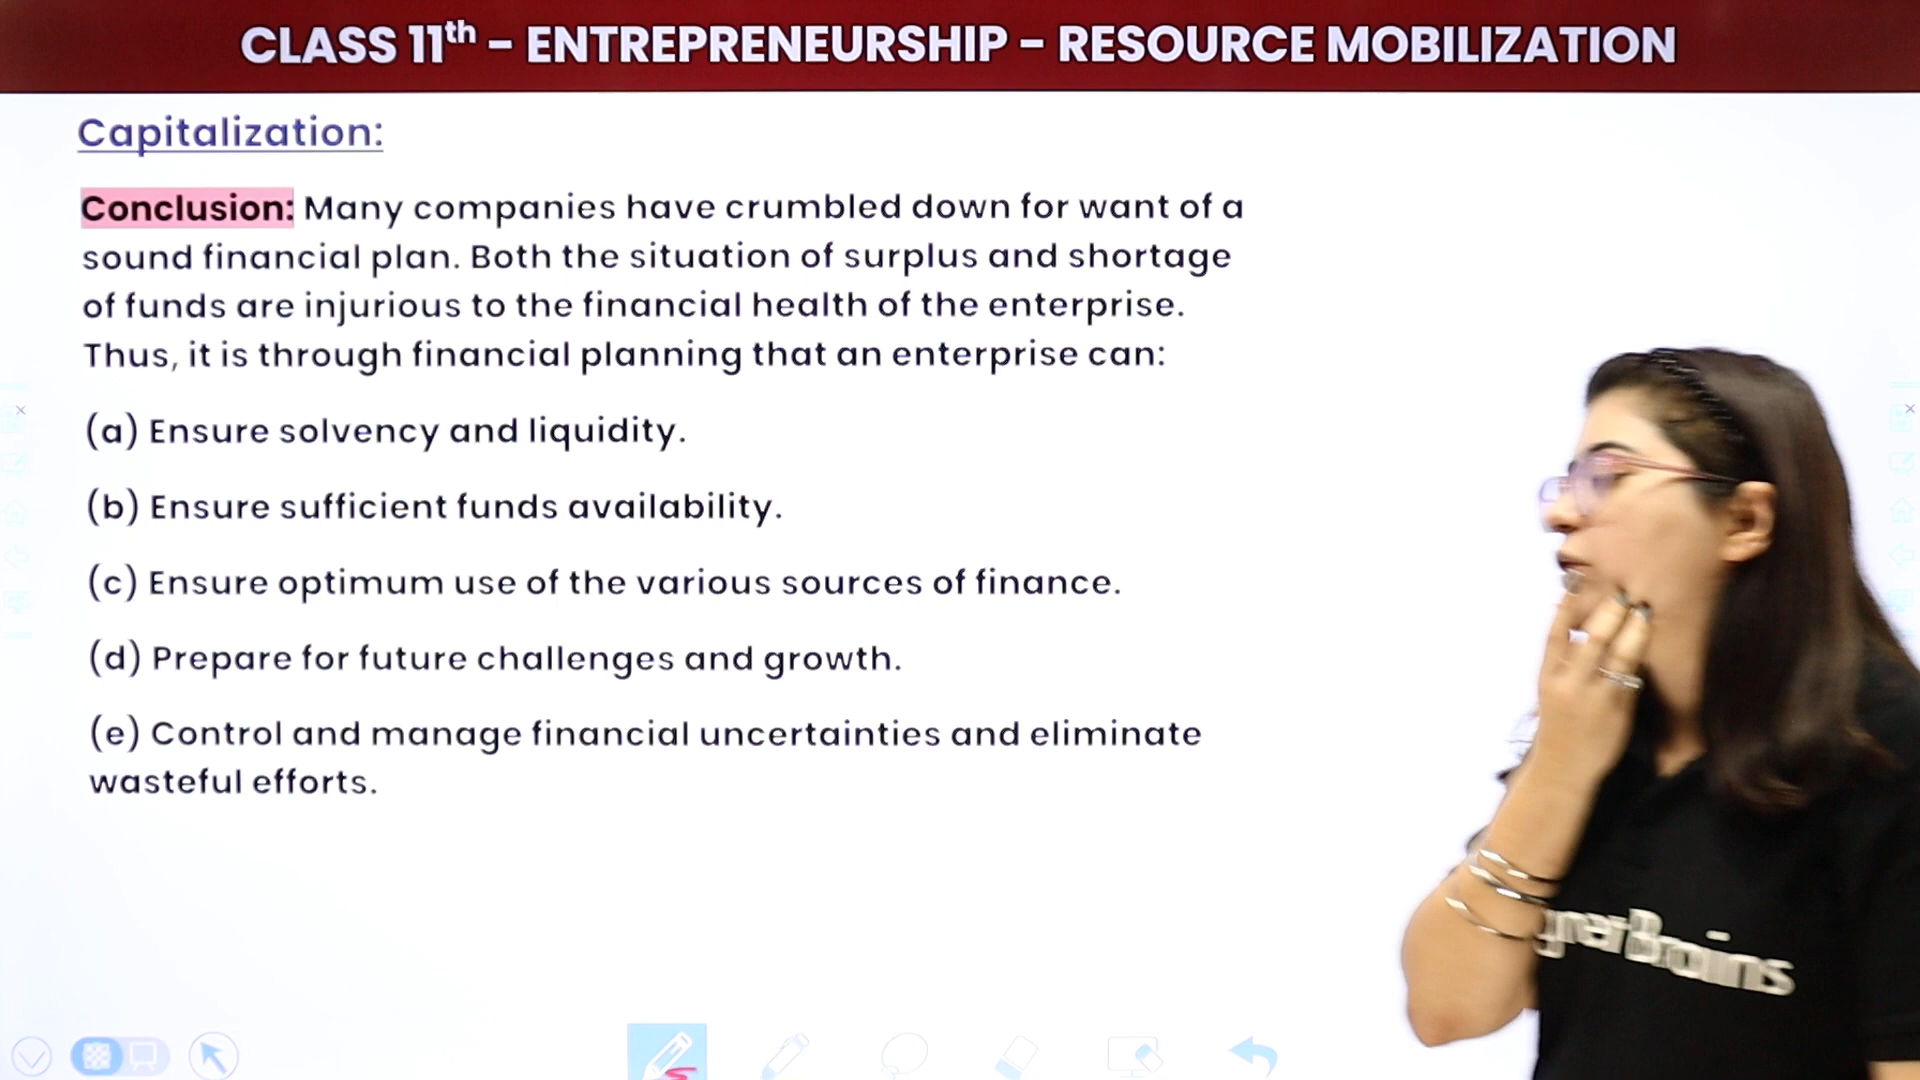 CLASS 11th – ENTREPRENEURSHIP – RESOURCE MOBILIZATION
Capitalization:
Conclusion: Many companies have crumbled down for want of a
sound financial plan. Both the situation of surplus and shortage
of funds are injurious to the financial health of the enterprise.
Thus, it is through financial planning that an enterprise can:
(a) Ensure solvency and liquidity.
(b) Ensure sufficient funds availability.
(c) Ensure optimum use of the various sources of finance.
(d) Prepare for future challenges and growth.
(e) Control and manage financial uncertainties and eliminate
wasteful efforts.
Brains